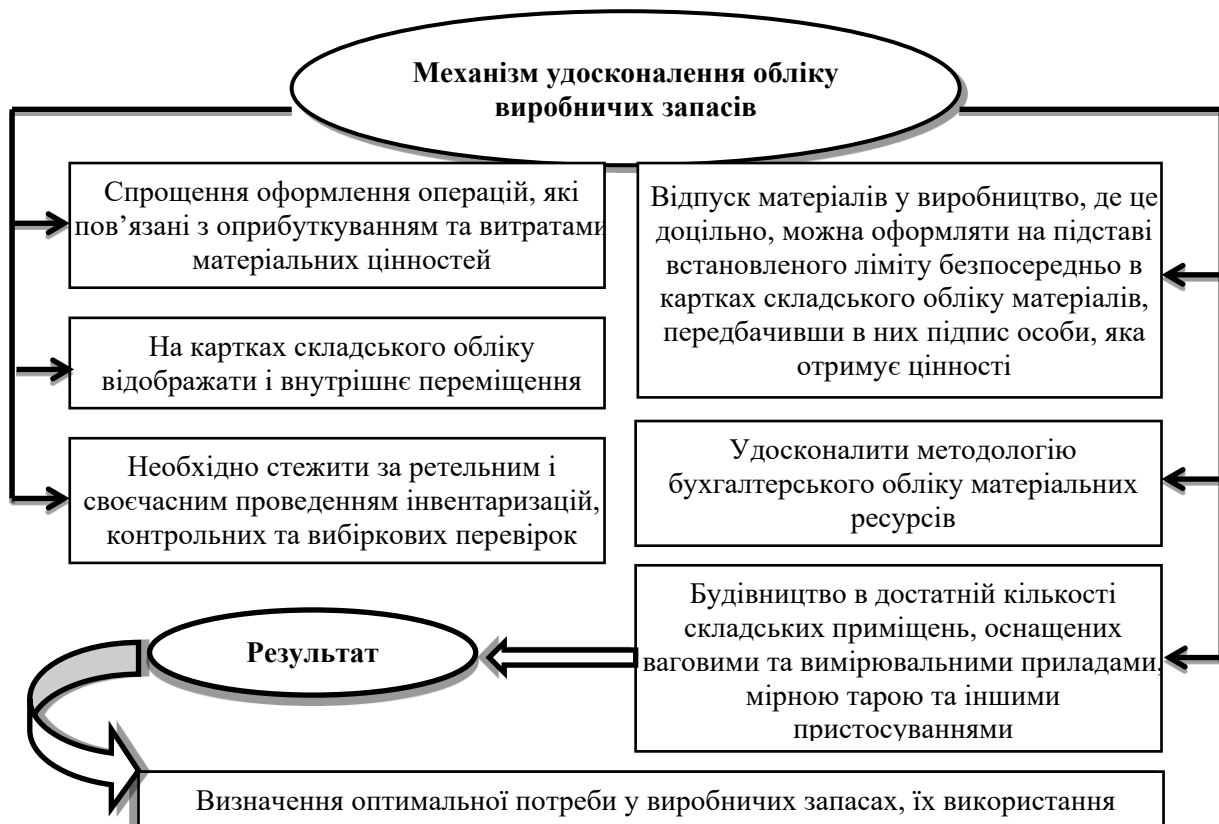 Механізм удосконалення обліку
виробничих запасів
Спрощення оформлення операцій, які
пов’язані з оприбуткуванням та витратами
матеріальних цінностей
На картках складського обліку
відображати і внутрішнє переміщення
Необхідно стежити за ретельним і
своєчасним проведенням інвентаризацій,
контрольних та вибіркових перевірок
Відпуск матеріалів у виробництво, де це
доцільно, можна оформляти на підставі
встановленого ліміту безпосередньо в
картках складського обліку матеріалів,
передбачивши в них підпис особи, яка
отримує цінності
Удосконалити методологію
бухгалтерського обліку матеріальних
ресурсів
Будівництво в достатній кількості
складських приміщень, оснащених
ваговими та вимірювальними приладами,
мірною тарою та іншими
пристосуваннями
Результат
Визначення оптимальної потреби у виробничих запасах, їх використання